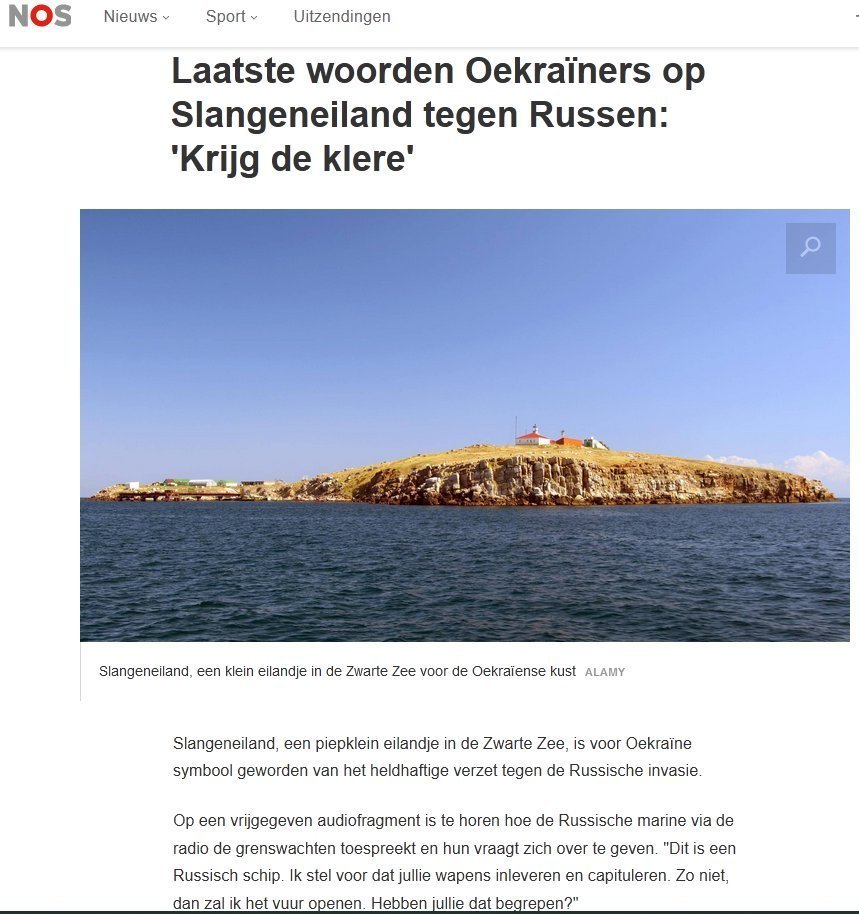 NOS Nieuws Sport Uitzendingen
Laatste woorden Oekraïners op
Slangeneiland tegen Russen:
'Krijg de klere'
Slangeneiland, een klein eilandje in de Zwarte Zee voor de Oekraïense kust ALAMY
Slangeneiland, een piepklein eilandje in de Zwarte Zee, is voor Oekraïne
symbool geworden van het heldhaftige verzet tegen de Russische invasie.
Op een vrijgegeven audiofragment is te horen hoe de Russische marine via de
radio de grenswachten toespreekt en hun vraagt zich over te geven. "Dit is een
Russisch schip. Ik stel voor dat jullie wapens inleveren en capituleren. Zo niet,
dan zal ik het vuur openen. Hebben jullie dat begrepen?"